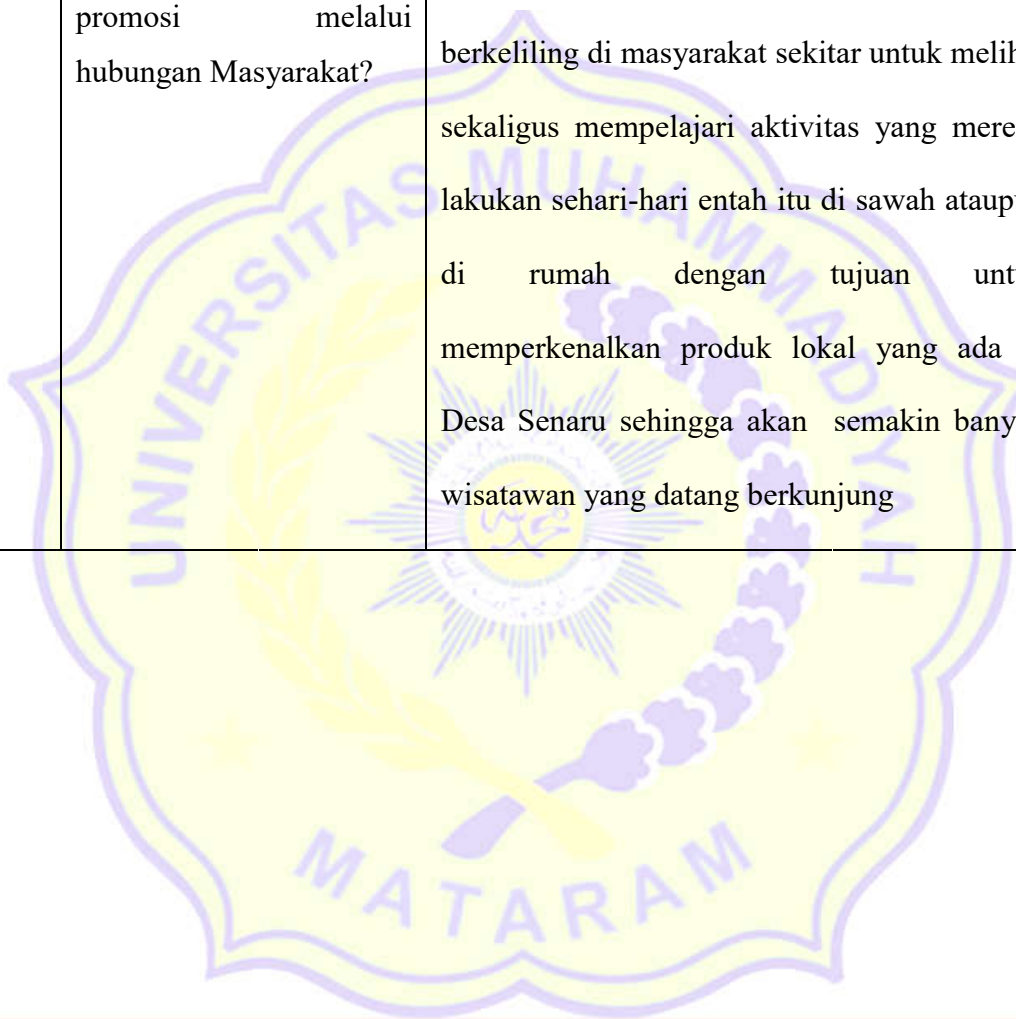 promosi melalui
hubungan Masyarakat?
berkeliling di masyarakat sekitar untuk melih
sekaligus mempelajari aktivitas yang mere
lakukan sehari-hari entah itu di sawah ataup
di rumah dengan tujuan unt
memperkenalkan produk lokal yang ada
Desa Senaru sehingga akan semakin bany
wisatawan yang datang berkunjung
UNIVERSITAS MUHAMMADIYAH
MATARAM